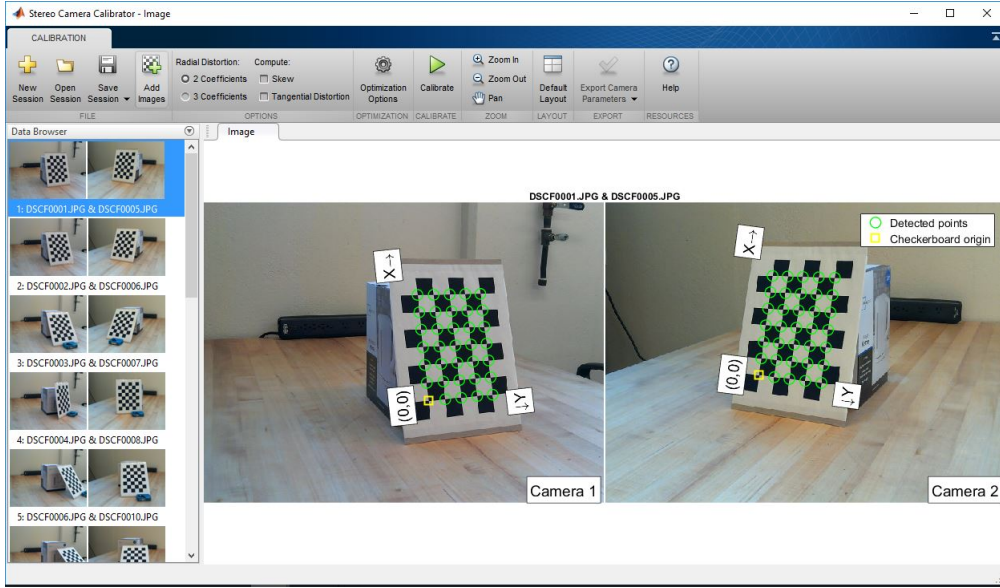 Stereo Camera Calibrator - Image
CALIBRATION
New Session
Open Session
Save Session
Add Images
FILE
Radial Distortion:
2 Coefficients
3 Coefficients
Compute:
Skew
Tangential Distortion
OPTIONS
Optimization Options
OPTIMIZATION
Calibrate
CALIBRATE
Zoom In
Zoom Out
Pan
ZOOM
Default Layout
LAYOUT
Export Camera Parameters
EXPORT
Help
RESOURCES
Data Browser
Image
1: DSCF0001.JPG & DSCF0005.JPG
2: DSCF0002.JPG & DSCF0006.JPG
3: DSCF0003.JPG & DSCF0007.JPG
4: DSCF0004.JPG & DSCF0008.JPG
5: DSCF0006.JPG & DSCF0010.JPG
DSCF0001.JPG & DSCF0005.JPG
X→
(0,0)
Y→
Camera 1
X→
(0,0)
Y→
Camera 2
Detected points
Checkerboard origin